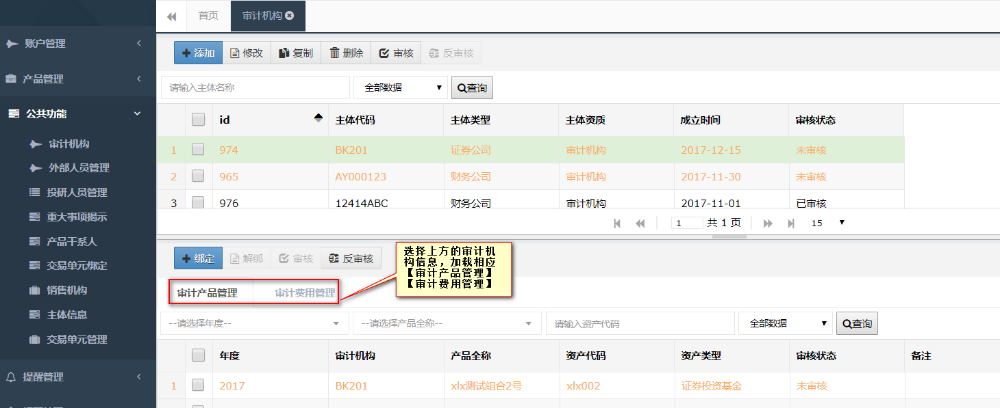 首页
审计机构
账户管理
产品管理
公共功能
审计机构
外部人员管理
投研人员管理
重大事项揭示
产品干系人
交易单元绑定
销售机构
主体信息
交易单元管理
提醒管理
添加 修改 复制 删除 审核 反审核
请输入主体名称 全部数据 查询
id 主体代码 主体类型 主体资质 成立时间 审核状态
1 974 BK201 证券公司 审计机构 2017-12-15 未审核
2 965 AY000123 财务公司 审计机构 2017-11-30 未审核
3 976 12414ABC 财务公司 审计机构 2017-11-01 已审核
1 共 1 页 15
绑定 解绑 审核 反审核
选择上方的审计机
构信息，加载相应
【审计产品管理】
【审计费用管理】
审计产品管理 审计费用管理
--请选择年度-- --请选择产品全称-- 请输入资产代码 全部数据 查询
年度 审计机构 产品全称 资产代码 资产类型 审核状态 备注
1 2017 BK201 xlx测试组合2号 xlx002 证券投资基金 未审核